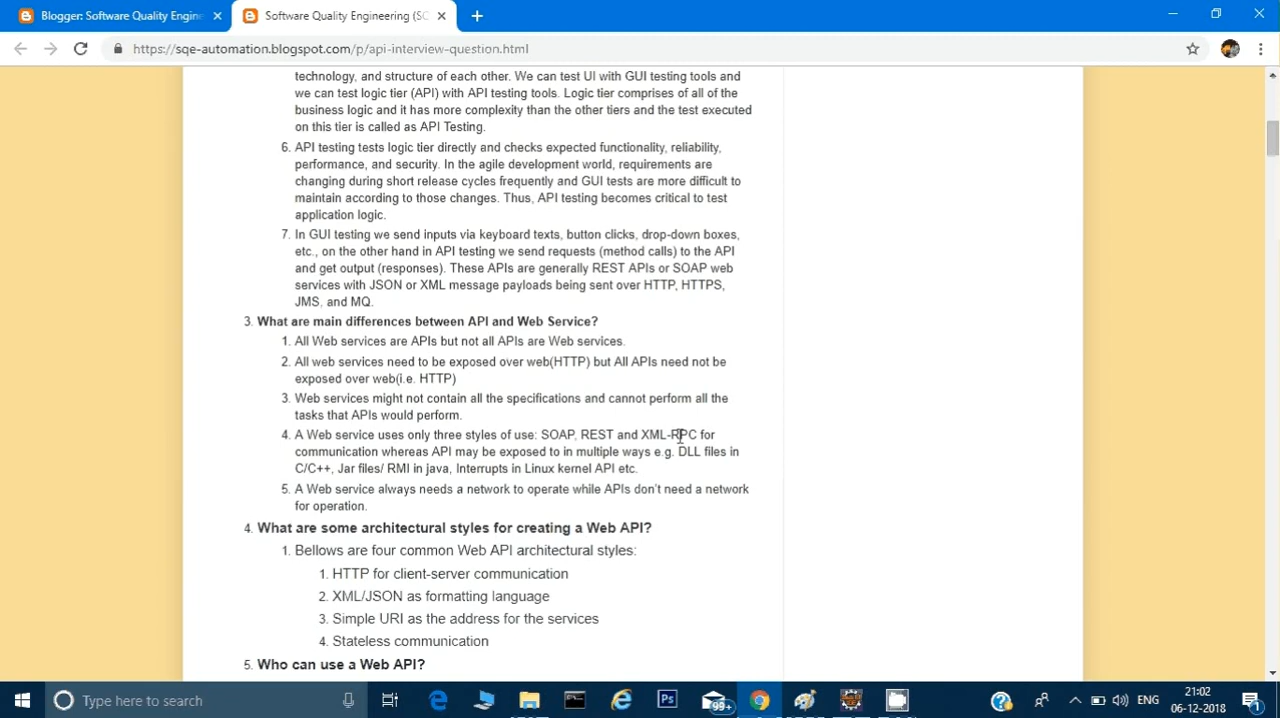 Blogger: Software Quality Engine
Software Quality Engineering (SC
https://sqe-automation.blogspot.com/p/api-interview-question.html
technology, and structure of each other. We can test UI with GUI testing tools and
we can test logic tier (API) with API testing tools. Logic tier comprises of all of the
business logic and it has more complexity than the other tiers and the test executed
on this tier is called as API Testing.
6. API testing tests logic tier directly and checks expected functionality, reliability,
performance, and security. In the agile development world, requirements are
changing during short release cycles frequently and GUI tests are more difficult to
maintain according to those changes. Thus, API testing becomes critical to test
application logic.
7. In GUI testing we send inputs via keyboard texts, button clicks, drop-down boxes,
etc., on the other hand in API testing we send requests (method calls) to the API
and get output (responses). These APIs are generally REST APIs or SOAP web
services with JSON or XML message payloads being sent over HTTP, HTTPS,
JMS, and MQ.
3. What are main differences between API and Web Service?
1. All Web services are APIs but not all APIs are Web services.
2. All web services need to be exposed over web(HTTP) but All APIs need not be
exposed over web(i.e. HTTP)
3. Web services might not contain all the specifications and cannot perform all the
tasks that APIs would perform.
4. A Web service uses only three styles of use: SOAP, REST and XML-RPC for
communication whereas API may be exposed to in multiple ways e.g. DLL files in
C/C++, Jar files/ RMI in java, Interrupts in Linux kernel API etc.
5. A Web service always needs a network to operate while APIs don't need a network
for operation.
4. What are some architectural styles for creating a Web API?
1. Bellows are four common Web API architectural styles:
1. HTTP for client-server communication
2. XML/JSON as formatting language
3. Simple URI as the address for the services
4. Stateless communication
5. Who can use a Web API?
Type here to search
Ps
99+
ENG
21:02
06-12-2018
1